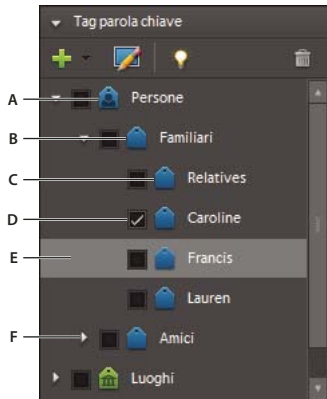 Tag parola chiave
A Persone
B Familiari
C Relatives
D Caroline
E Francis
Lauren
F Amici
Luoghi